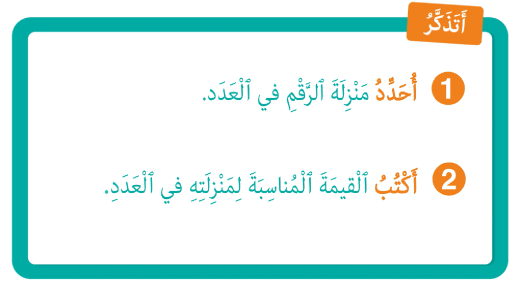 أَتَذَكَّرُ
1 أُحَدِّدُ مَنْزِلَةَ ٱلرَّقْمِ في ٱلْعَدَد.
2 أَكْتُبُ ٱلْقيمَةَ ٱلْمُناسِبَةَ لِمَنْزِلَتِهِ في ٱلْعَدَدِ.